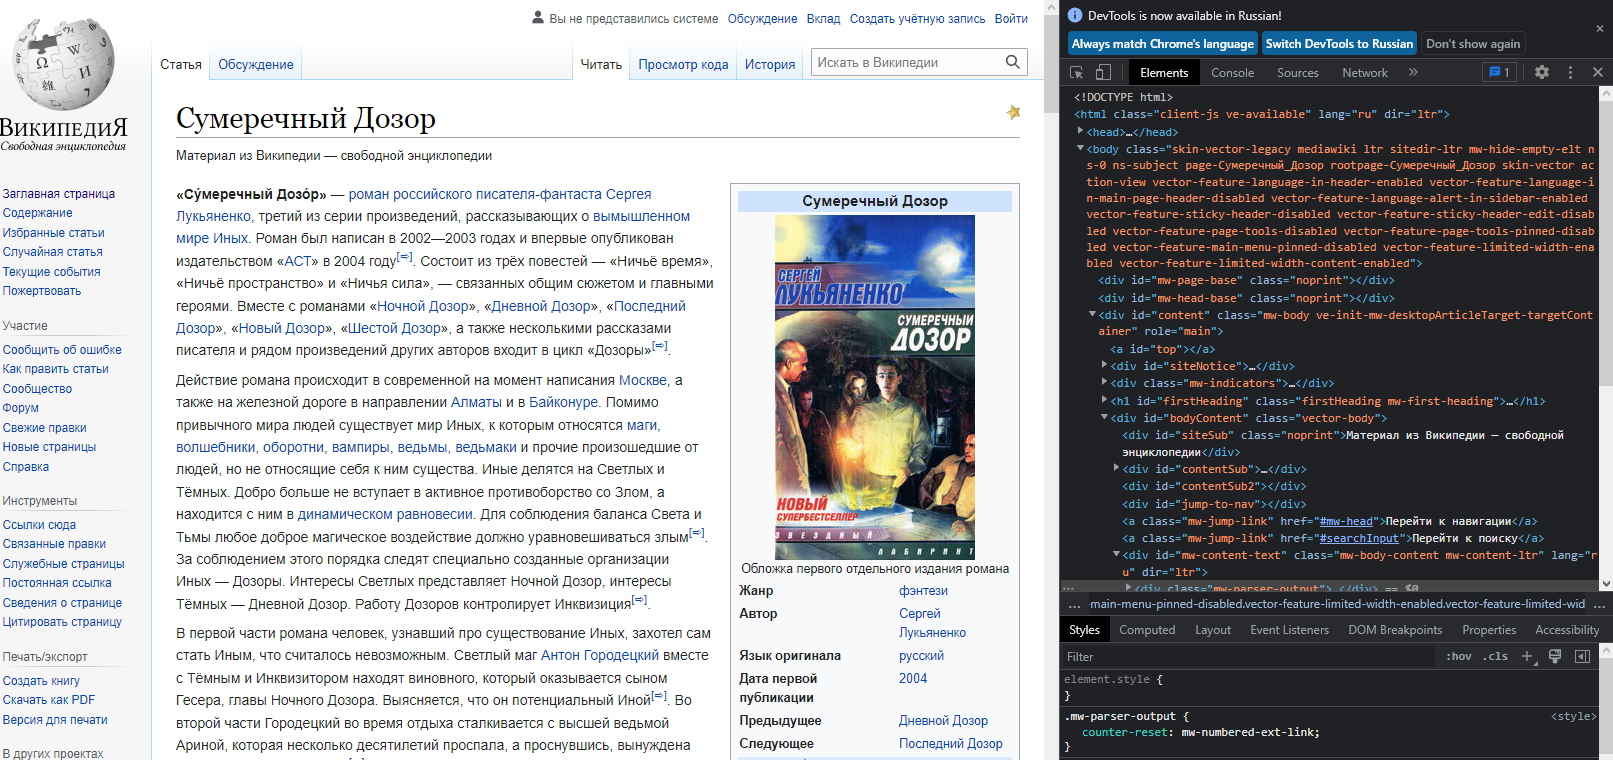 Вы не представились системе Обсуждение Вклад Создать учётную запись Войти
Статья Обсуждение Читать Просмотр кода История Искать в Википедии
ВикипедиЯ
Свободная энциклопедия
Заглавная страница
Содержание
Избранные статьи
Случайная статья
Текущие события
Пожертвовать
Участие
Сообщить об ошибке
Как править статьи
Сообщество
Форум
Свежие правки
Новые страницы
Справка
Инструменты
Ссылки сюда
Связанные правки
Служебные страницы
Постоянная ссылка
Сведения о странице
Цитировать страницу
Печать/экспорт
Создать книгу
Скачать как PDF
Версия для печати
В других проектах
Сумеречный Дозор
Материал из Википедии — свободной энциклопедии
«Су́меречный Дозо́р» — роман российского писателя-фантаста Сергея
Лукьяненко, третий из серии произведений, рассказывающих о вымышленном
мире Иных. Роман был написан в 2002—2003 годах и впервые опубликован
издательством «АСТ» в 2004 году[⇨]. Состоит из трёх повестей — «Ничьё время»,
«Ничьё пространство» и «Ничья сила», — связанных общим сюжетом и главными
героями. Вместе с романами «Ночной Дозор», «Дневной Дозор», «Последний
Дозор», «Новый Дозор», «Шестой Дозор», а также несколькими рассказами
писателя и рядом произведений других авторов входит в цикл «Дозоры»[⇨].
Действие романа происходит в современной на момент написания Москве, а
также на железной дороге в направлении Алматы и в Байконуре. Помимо
привычного мира людей существует мир Иных, к которым относятся маги,
волшебники, оборотни, вампиры, ведьмы, ведьмаки и прочие произошедшие от
людей, но не относящие себя к ним существа. Иные делятся на Светлых и
Тёмных. Добро больше не вступает в активное противоборство со Злом, а
находится с ним в динамическом равновесии. Для соблюдения баланса Света и
Тьмы любое доброе магическое воздействие должно уравновешиваться злым[⇨].
За соблюдением этого порядка следят специально созданные организации
Иных — Дозоры. Интересы Светлых представляет Ночной Дозор, интересы
Тёмных — Дневной Дозор. Работу Дозоров контролирует Инквизиция[⇨].
В первой части романа человек, узнавший про существование Иных, захотел сам
стать Иным, что считалось невозможным. Светлый маг Антон Городецкий вместе
с Тёмным и Инквизитором находят виновного, который оказывается сыном
Гесера, главы Ночного Дозора. Выясняется, что он потенциальный Иной[⇨]. Во
второй части Городецкий во время отдыха сталкивается с высшей ведьмой
Ариной, которая несколько десятилетий проспала, а проснувшись, вынуждена
Сумеречный Дозор
СЕРГЕЙ
ЛУКЬЯНЕНКО
СУМЕРЕЧНЫЙ
ДОЗОР
НОВЫЙ
СУПЕРБЕСТСЕЛЛЕР
ЗВЕЗДНЫЙ ЛАБИРИНТ
Обложка первого отдельного издания романа
Жанр фэнтези
Автор Сергей
Лукьяненко
Язык оригинала русский
Дата первой 2004
публикации
Предыдущее Дневной Дозор
Следующее Последний Дозор
DevTools is now available in Russian!
Always match Chrome's language Switch DevTools to Russian Don't show again
Elements Console Sources Network » 1
<!DOCTYPE html>
<html class="client-js ve-available" lang="ru" dir="ltr">
<head>…</head>
<body class="skin-vector-legacy mediawiki ltr sitedir-ltr mw-hide-empty-elt n
s-0 ns-subject page-Сумеречный_Дозор rootpage-Сумеречный_Дозор skin-vector ac
tion-view vector-feature-language-in-header-enabled vector-feature-language-i
n-main-page-header-disabled vector-feature-language-alert-in-sidebar-enabled
vector-feature-sticky-header-disabled vector-feature-sticky-header-edit-disab
led vector-feature-page-tools-disabled vector-feature-page-tools-pinned-disab
led vector-feature-main-menu-pinned-disabled vector-feature-limited-width-ena
bled vector-feature-limited-width-content-enabled">
<div id="mw-page-base" class="noprint"></div>
<div id="mw-head-base" class="noprint"></div>
<div id="content" class="mw-body ve-init-mw-desktopArticleTarget-targetCont
ainer" role="main">
<a id="top"></a>
<div id="siteNotice">…</div>
<div class="mw-indicators">…</div>
<h1 id="firstHeading" class="firstHeading mw-first-heading">…</h1>
<div id="bodyContent" class="vector-body">
<div id="siteSub" class="noprint">Материал из Википедии — свободной
энциклопедии</div>
<div id="contentSub">…</div>
<div id="contentSub2"></div>
<div id="jump-to-nav"></div>
<a class="mw-jump-link" href="#mw-head">Перейти к навигации</a>
<a class="mw-jump-link" href="#searchInput">Перейти к поиску</a>
<div id="mw-content-text" class="mw-body-content mw-content-ltr" lang="r
u" dir="ltr">
<div class="mw-parser-output"> </div> == $0
… -main-menu-pinned-disabled.vector-feature-limited-width-enabled.vector-feature-limited-wid …
Styles Computed Layout Event Listeners DOM Breakpoints Properties Accessibility
Filter :hov .cls +
element.style {
}
.mw-parser-output { <style>
counter-reset: mw-numbered-ext-link;
}